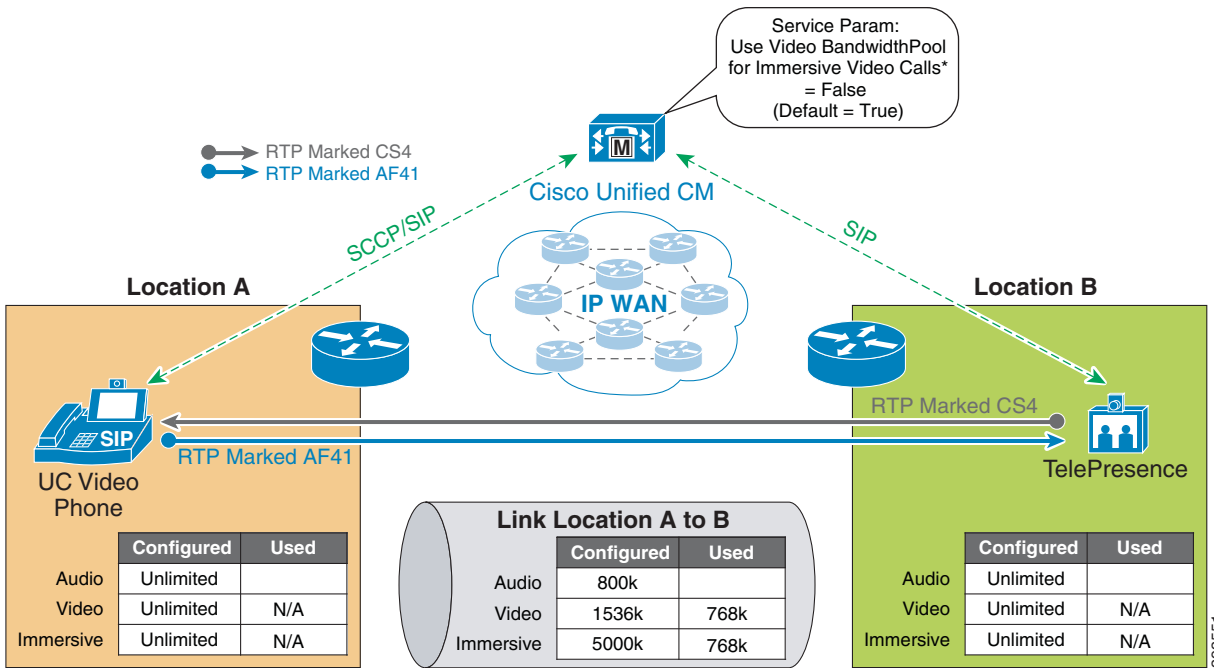 Service Param:
Use Video BandwidthPool
for Immersive Video Calls*
= False
(Default = True)
RTP Marked CS4
RTP Marked AF41
M
Cisco Unified CM
SCCP/SIP
SIP
IP WAN
Location A
Location B
RTP Marked CS4
SIP
RTP Marked AF41
UC Video
Phone
TelePresence
Configured Used
Audio Unlimited
Video Unlimited N/A
Immersive Unlimited N/A
Link Location A to B
Configured Used
Audio 800k
Video 1536k 768k
Immersive 5000k 768k
Configured Used
Audio Unlimited
Video Unlimited N/A
Immersive Unlimited N/A